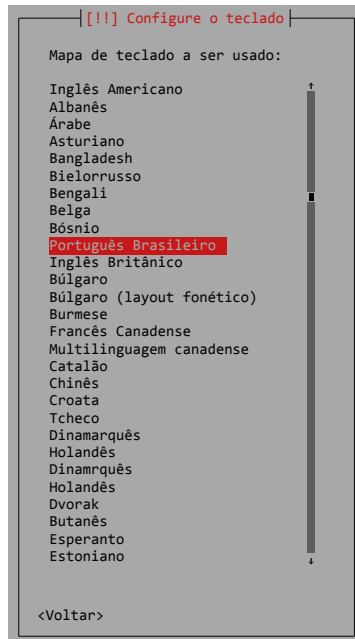 [!!] Configure o teclado
Mapa de teclado a ser usado:
Inglês Americano
Albanês
Árabe
Asturiano
Bangladesh
Bielorrusso
Bengali
Belga
Bósnio
Português Brasileiro
Inglês Britânico
Búlgaro
Búlgaro (layout fonético)
Burmese
Francês Canadense
Multilinguagem canadense
Catalão
Chinês
Croata
Tcheco
Dinamarquês
Holandês
Dinamrquês
Holandês
Dvorak
Butanês
Esperanto
Estoniano
<Voltar>